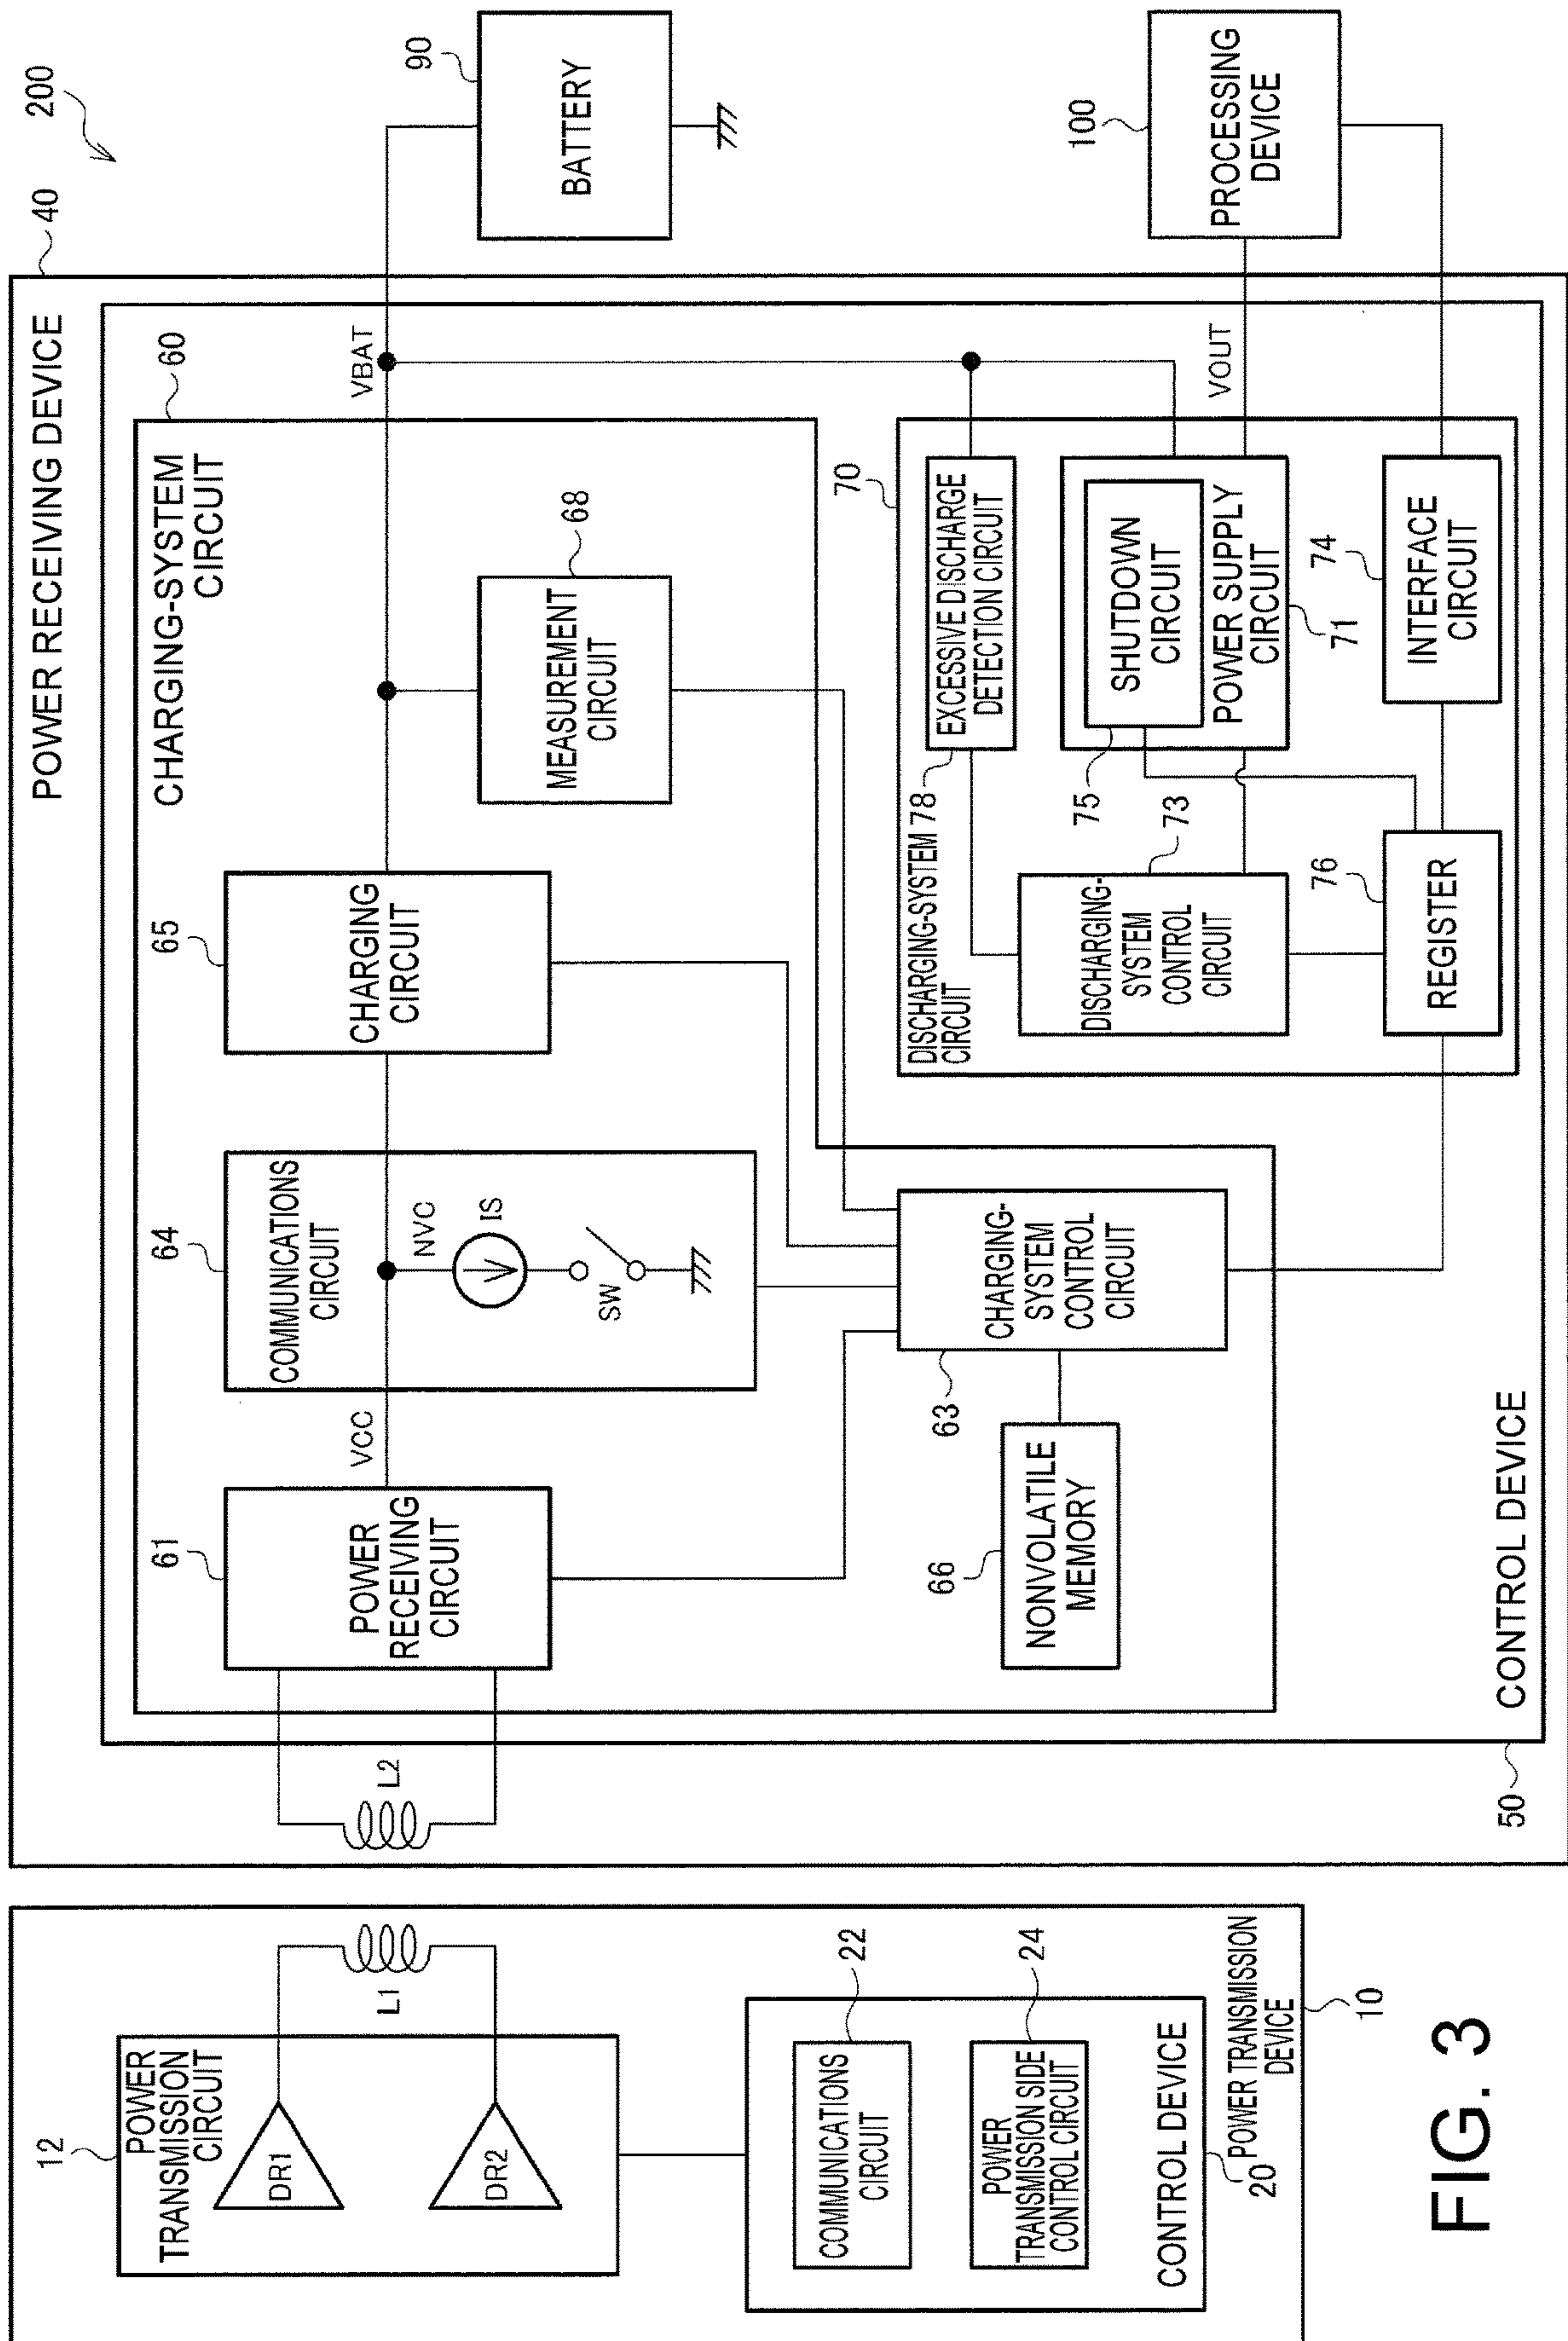 200
10
POWER TRANSMISSION
DEVICE
12
POWER
TRANSMISSION
CIRCUIT
DR1
DR2
L1
20
CONTROL DEVICE
22
COMMUNICATIONS
CIRCUIT
24
POWER
TRANSMISSION SIDE
CONTROL CIRCUIT
POWER RECEIVING DEVICE
40
L2
50
CONTROL DEVICE
CHARGING-SYSTEM
CIRCUIT
60
61
POWER
RECEIVING
CIRCUIT
VCC
64
COMMUNICATIONS
CIRCUIT
NVC
IS
SW
65
CHARGING
CIRCUIT
68
MEASUREMENT
CIRCUIT
VBAT
66
NONVOLATILE
MEMORY
63
CHARGING-
SYSTEM
CONTROL
CIRCUIT
70
DISCHARGING-SYSTEM
CIRCUIT
78
EXCESSIVE DISCHARGE
DETECTION CIRCUIT
73
DISCHARGING-
SYSTEM
CONTROL
CIRCUIT
75
SHUTDOWN
CIRCUIT
POWER SUPPLY
CIRCUIT
71
VOUT
76
REGISTER
74
INTERFACE
CIRCUIT
90
BATTERY
100
PROCESSING
DEVICE
FIG. 3